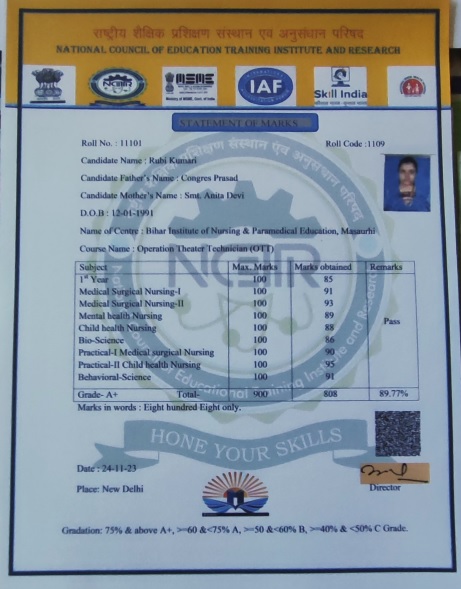 राष्ट्रीय शैक्षिक प्रशिक्षण संस्थान एवं अनुसंधान परिषद
NATIONAL COUNCIL OF EDUCATION TRAINING INSTITUTE AND RESEARCH
NCETIR
MSME
IAF
Skill India
STATEMENT OF MARKS
Roll No. : 11101 Roll Code :1109
Candidate Name : Rubi Kumari
Candidate Father's Name : Congres Prasad
Candidate Mother's Name : Smt. Anita Devi
D.O.B : 12-01-1991
Name of Centre : Bihar Institute of Nursing & Paramedical Education, Masaurhi
Course Name : Operation Theater Technician (OTT)
Subject Max. Marks Marks obtained Remarks
1st Year 100 85
Medical Surgical Nursing-I 100 91
Medical Surgical Nursing-II 100 93
Mental health Nursing 100 89
Child health Nursing 100 88
Bio-Science 100 86
Practical-I Medical surgical Nursing 100 90
Practical-II Child health Nursing 100 95
Behavioral-Science 100 91
Pass
Grade- A+ Total- 900 808 89.77%
Marks in words : Eight hundred Eight only.
HONE YOUR SKILLS
Date : 24-11-23
Place: New Delhi
Director
Gradation: 75% & above A+, >=60 &<75% A, >=50 &<60% B, >=40% & <50% C Grade.